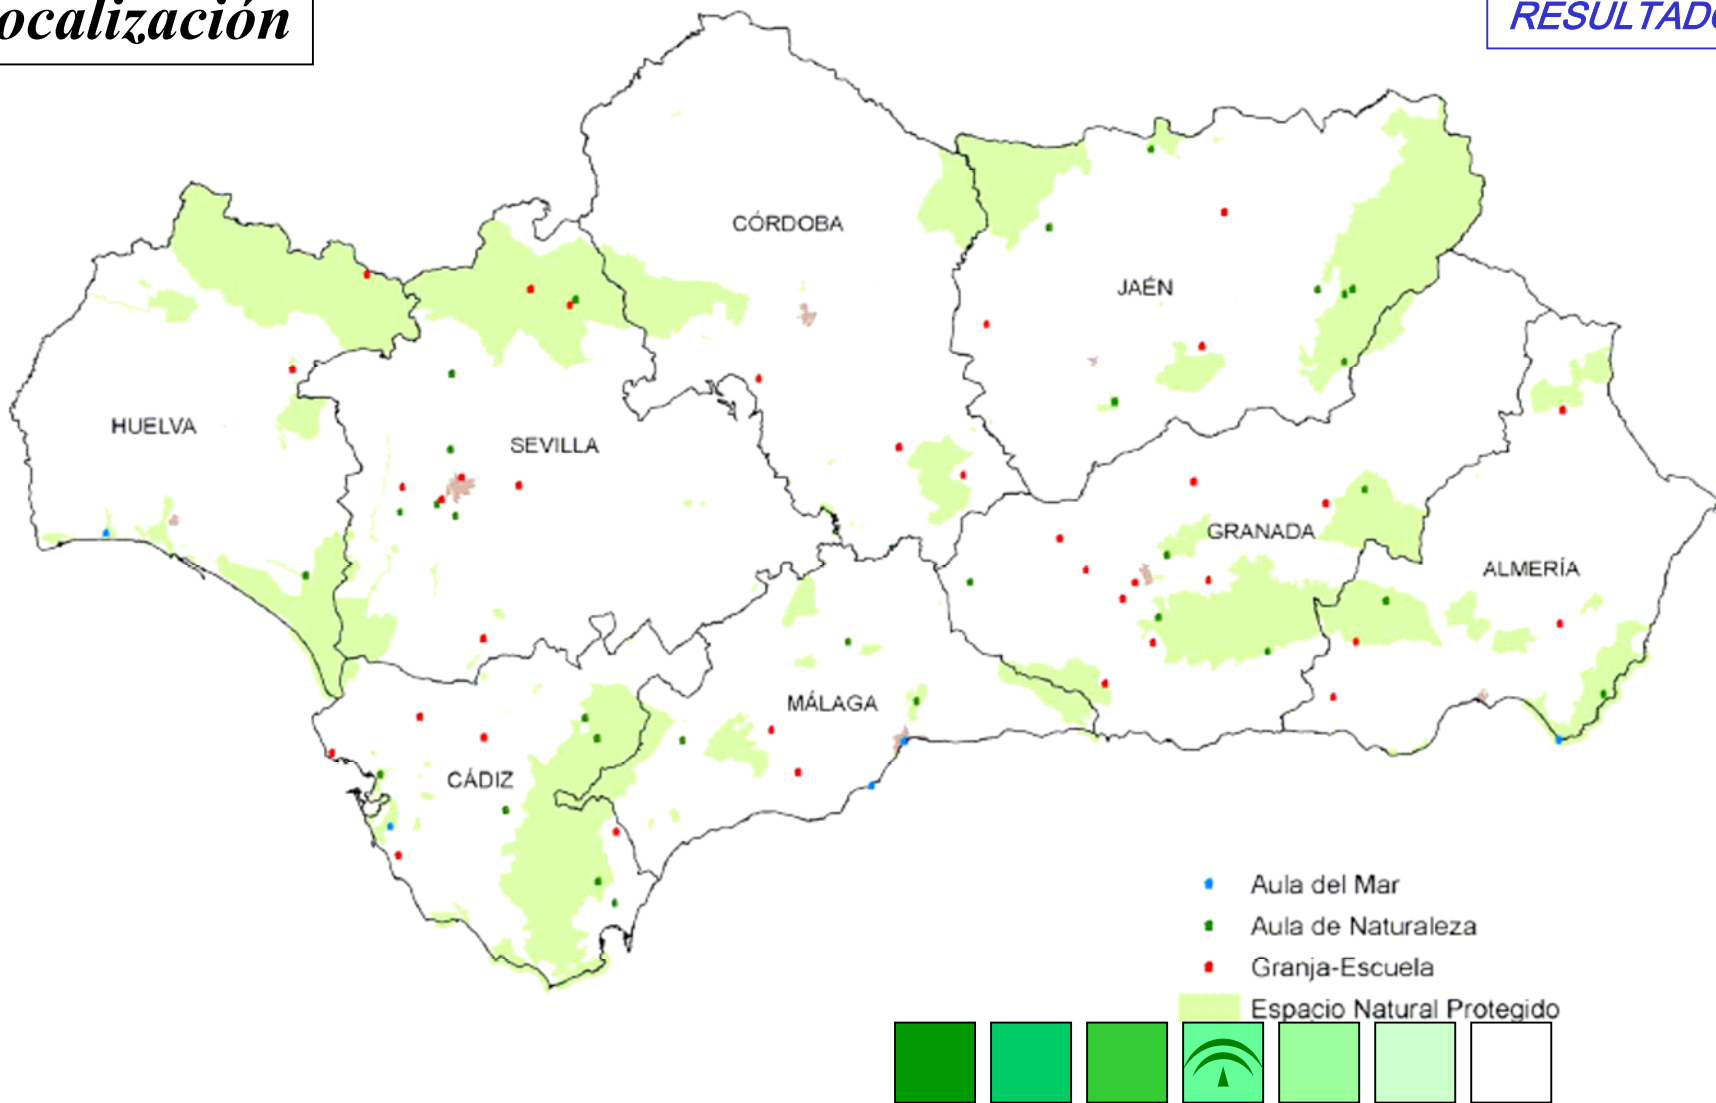 ocalización
RESULTADO
CÓRDOBA
JAÉN
HUELVA
SEVILLA
GRANADA
ALMERÍA
MÁLAGA
CÁDIZ
Aula del Mar
Aula de Naturaleza
Granja-Escuela
Espacio Natural Protegido